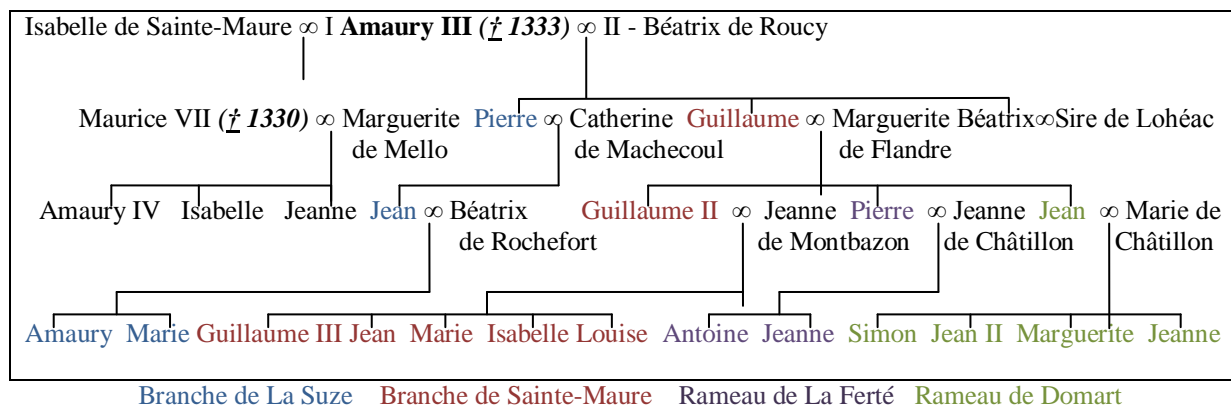 Isabelle de Sainte-Maure ∞ I Amaury III († 1333) ∞ II - Béatrix de Roucy
Maurice VII († 1330) ∞ Marguerite Pierre ∞ Catherine Guillaume ∞ Marguerite Béatrix∞Sire de Lohéac
de Mello de Machecoul de Flandre
Amaury IV Isabelle Jeanne Jean ∞ Béatrix Guillaume II ∞ Jeanne Pierre ∞ Jeanne Jean ∞ Marie de
de Rochefort de Montbazon de Châtillon Châtillon
Amaury Marie Guillaume III Jean Marie Isabelle Louise Antoine Jeanne Simon Jean II Marguerite Jeanne
Branche de La Suze Branche de Sainte-Maure Rameau de La Ferté Rameau de Domart